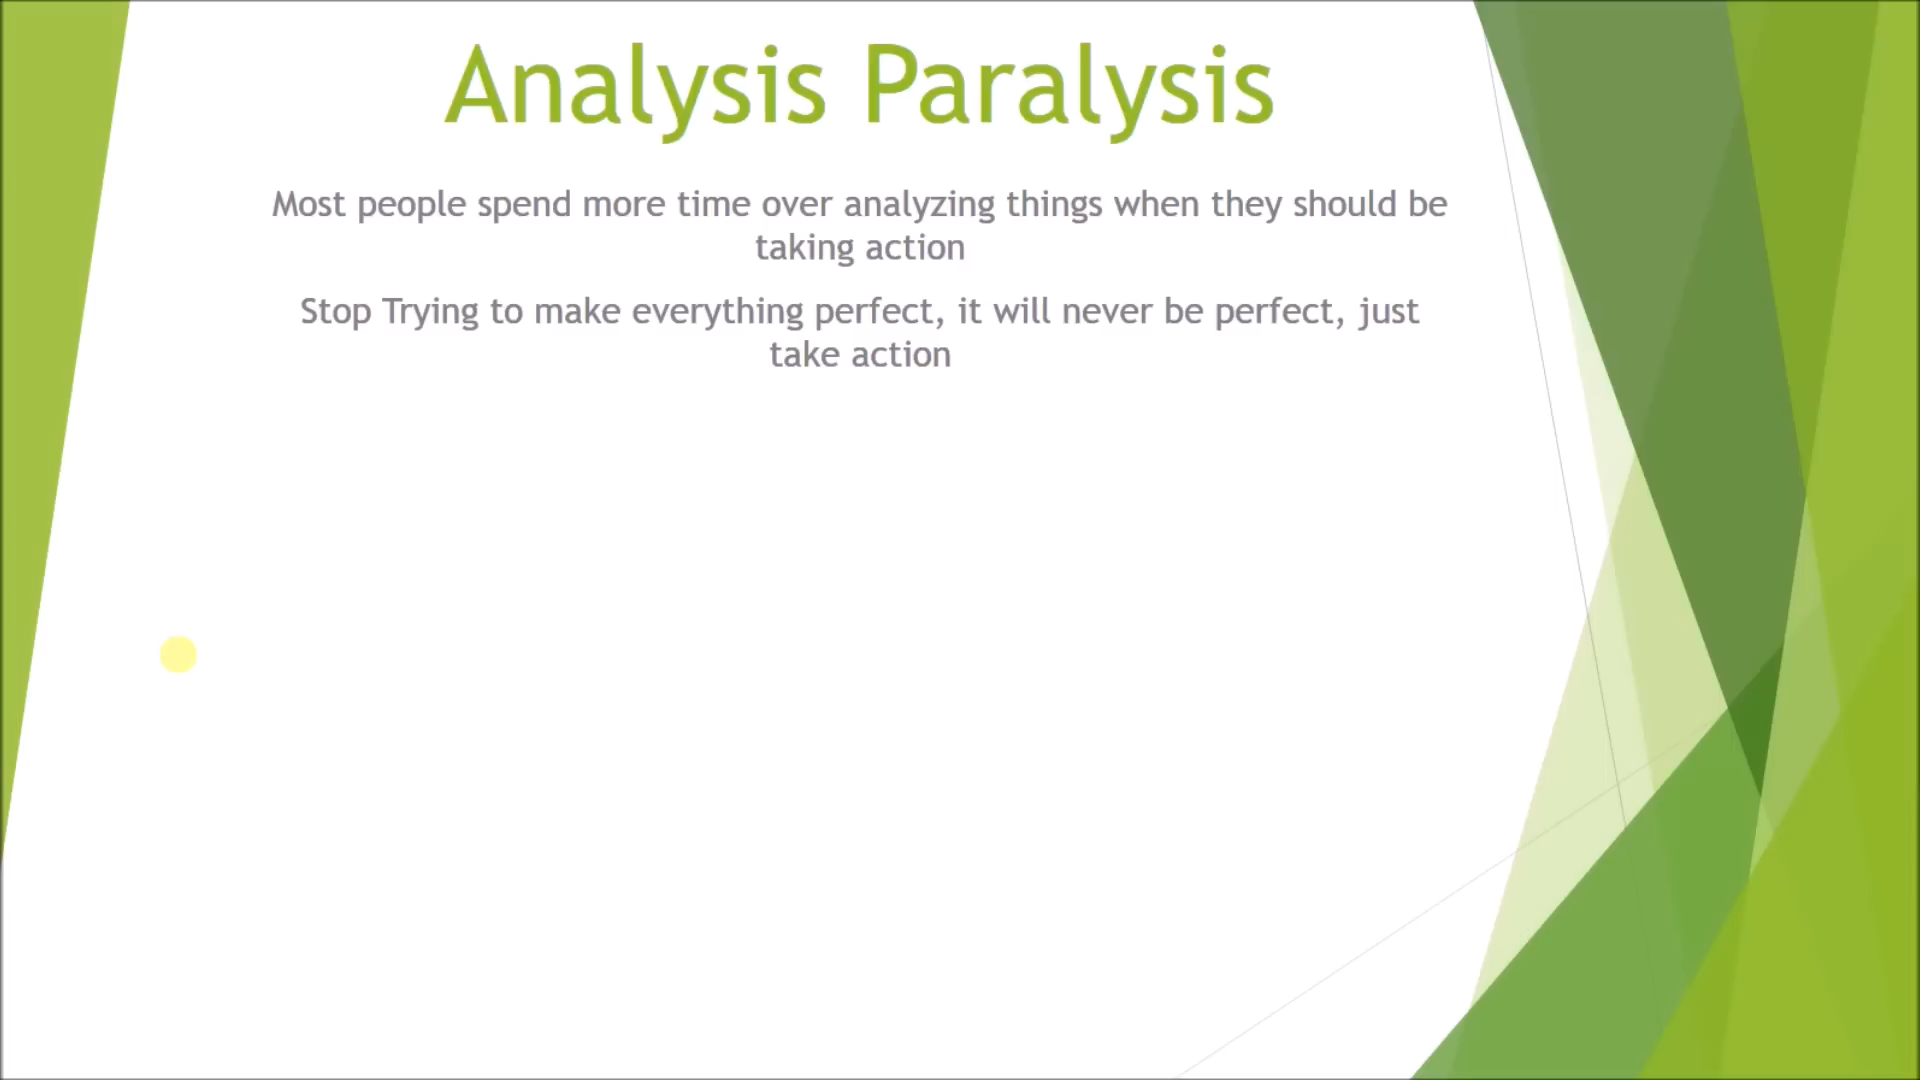 Analysis Paralysis
Most people spend more time over analyzing things when they should be
taking action
Stop Trying to make everything perfect, it will never be perfect, just
take action